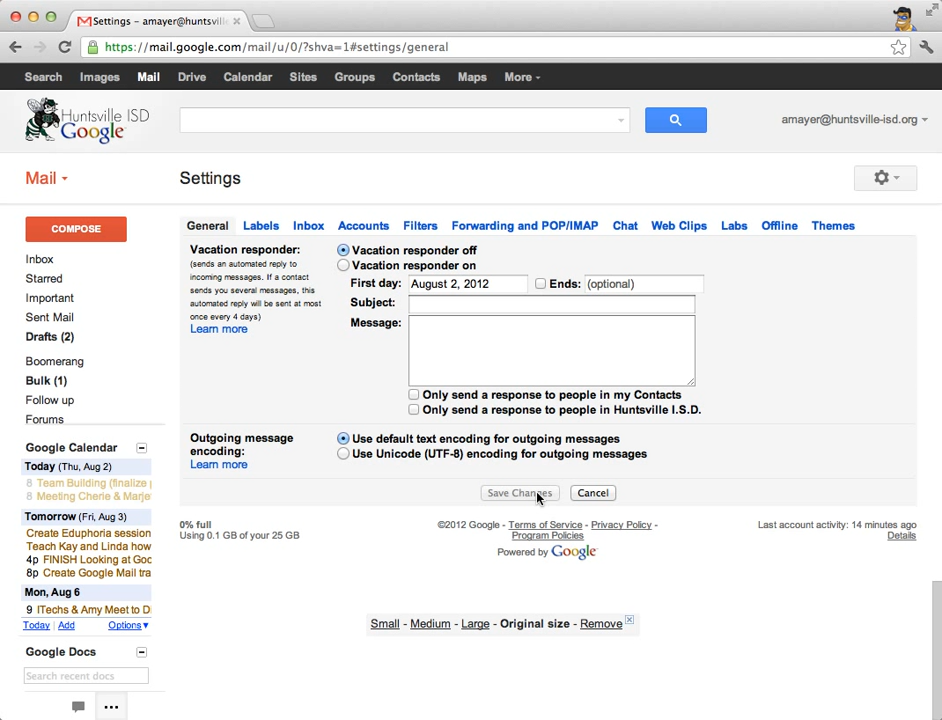 Settings – amayer@huntsville
https://mail.google.com/mail/u/0/?shva=1#settings/general
Search Images Mail Drive Calendar Sites Groups Contacts Maps More
Huntsville ISD
Google
amayer@huntsville-isd.org
Mail
Settings
COMPOSE
General Labels Inbox Accounts Filters Forwarding and POP/IMAP Chat Web Clips Labs Offline Themes
Inbox
Starred
Important
Sent Mail
Drafts (2)
Boomerang
Bulk (1)
Follow up
Forums
Vacation responder:
(sends an automated reply to
incoming messages. If a contact
sends you several messages, this
automated reply will be sent at most
once every 4 days)
Learn more
Vacation responder off
Vacation responder on
First day: August 2, 2012 Ends: (optional)
Subject:
Message:
Only send a response to people in my Contacts
Only send a response to people in Huntsville I.S.D.
Outgoing message
encoding:
Learn more
Use default text encoding for outgoing messages
Use Unicode (UTF-8) encoding for outgoing messages
Save Changes Cancel
Google Calendar
Today (Thu, Aug 2)
8 Team Building (finalize
8 Meeting Cherie & Marje
Tomorrow (Fri, Aug 3)
Create Eduphoria session
Teach Kay and Linda how
4p FINISH Looking at Goo
8p Create Google Mail tra
Mon, Aug 6
9 ITechs & Amy Meet to D
Today Add Options▾
Google Docs
Search recent docs
0% full
Using 0.1 GB of your 25 GB
©2012 Google - Terms of Service - Privacy Policy -
Program Policies
Powered by Google
Last account activity: 14 minutes ago
Details
Small - Medium - Large - Original size - Remove